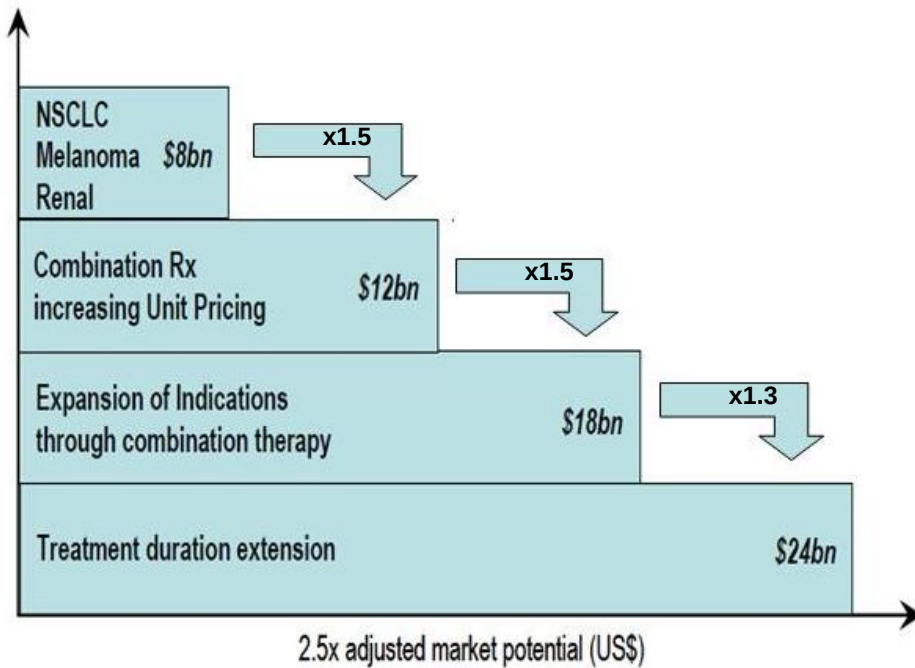 NSCLC
Melanoma $8bn
Renal
x1.5
Combination Rx
increasing Unit Pricing $12bn
x1.5
Expansion of Indications
through combination therapy $18bn
x1.3
Treatment duration extension $24bn
2.5x adjusted market potential (US$)